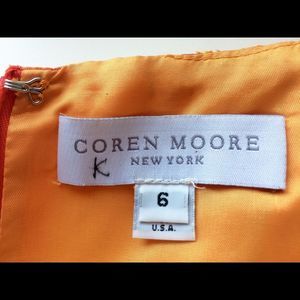 COREN MOORE
K NEW YORK
6
U.S.A.